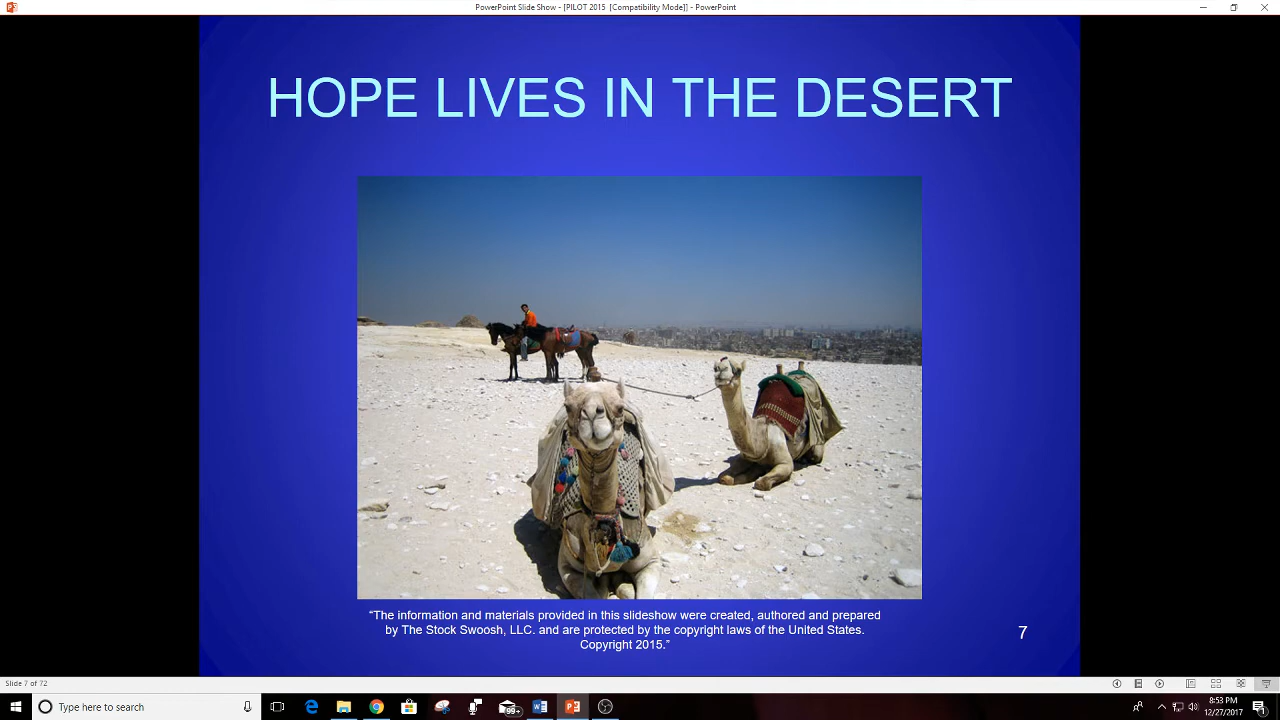 PowerPoint Slide Show - [PILOT 2015 [Compatibility Mode]] - PowerPoint
HOPE LIVES IN THE DESERT
“The information and materials provided in this slideshow were created, authored and prepared
by The Stock Swoosh, LLC. and are protected by the copyright laws of the United States.
Copyright 2015.”
7
Slide 7 of 72
Type here to search
99+
8:53 PM
12/27/2017
1